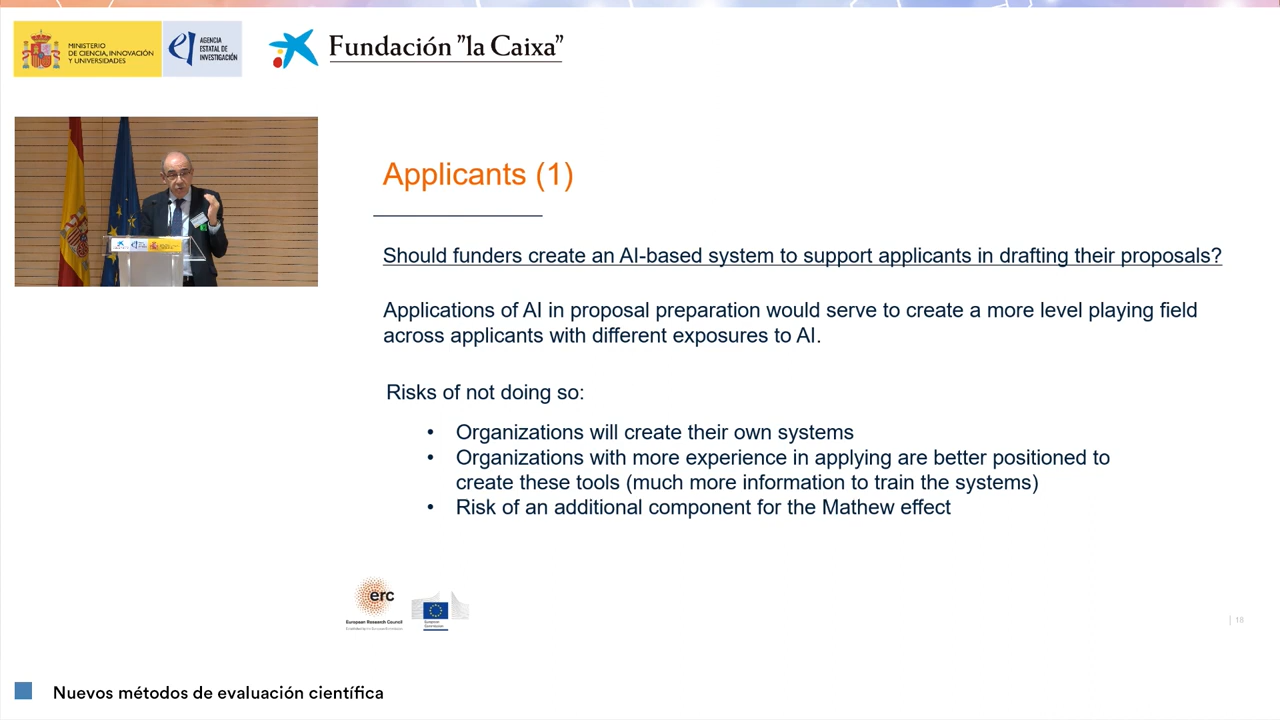 MINISTERIO
DE CIENCIA, INNOVACIÓN
Y UNIVERSIDADES
AGENCIA
ESTATAL DE
INVESTIGACIÓN
Fundación "la Caixa"
Applicants (1)
Should funders create an AI-based system to support applicants in drafting their proposals?
Applications of AI in proposal preparation would serve to create a more level playing field
across applicants with different exposures to AI.
Risks of not doing so:
• Organizations will create their own systems
• Organizations with more experience in applying are better positioned to
create these tools (much more information to train the systems)
• Risk of an additional component for the Mathew effect
erc
European Research Council
European
Commission
| 18
Nuevos métodos de evaluación científica